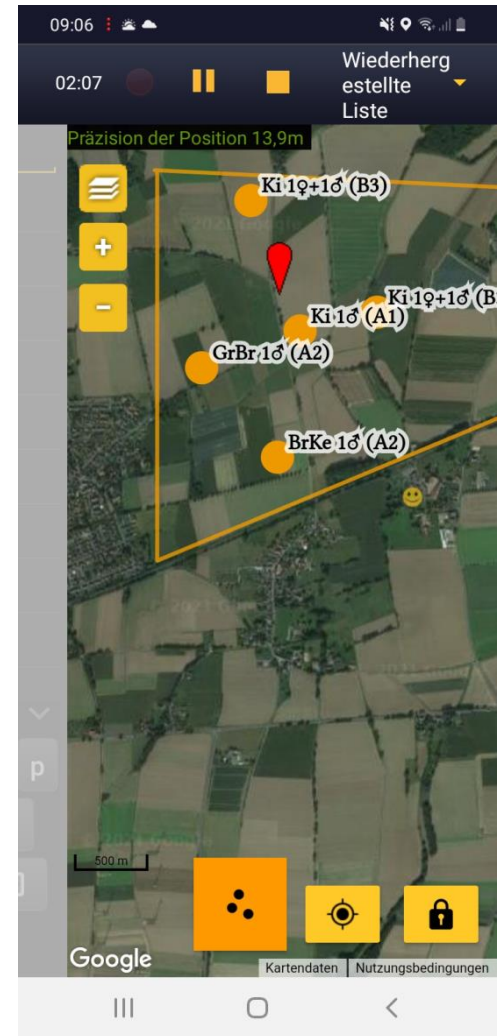 09:06
02:07
Wiederherg
estellte
Liste
Präzision der Position 13,9m
Ki 1♀+1♂ (B3)
+
−
Ki 1♀+1♂ (B
Ki 1♂ (A1)
GrBr 1♂ (A2)
BrKe 1♂ (A2)
p
500 m
Google
Kartendaten
Nutzungsbedingungen